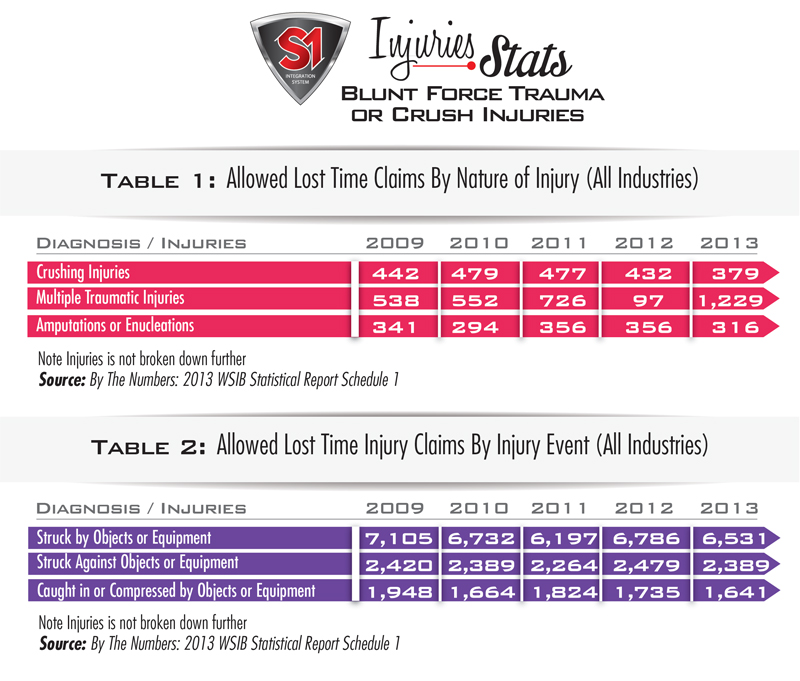 S1
INTEGRATION
SYSTEM
Injuries
Stats
BLUNT FORCE TRAUMA
OR CRUSH INJURIES
TABLE 1: Allowed Lost Time Claims By Nature of Injury (All Industries)
DIAGNOSIS / INJURIES 2009 2010 2011 2012 2013
Crushing Injuries 442 479 477 432 379
Multiple Traumatic Injuries 538 552 726 97 1,229
Amputations or Enucleations 341 294 356 356 316
Note Injuries is not broken down further
Source: By The Numbers: 2013 WSIB Statistical Report Schedule 1
TABLE 2: Allowed Lost Time Injury Claims By Injury Event (All Industries)
DIAGNOSIS / INJURIES 2009 2010 2011 2012 2013
Struck by Objects or Equipment 7,105 6,732 6,197 6,786 6,531
Struck Against Objects or Equipment 2,420 2,389 2,264 2,479 2,389
Caught in or Compressed by Objects or Equipment 1,948 1,664 1,824 1,735 1,641
Note Injuries is not broken down further
Source: By The Numbers: 2013 WSIB Statistical Report Schedule 1